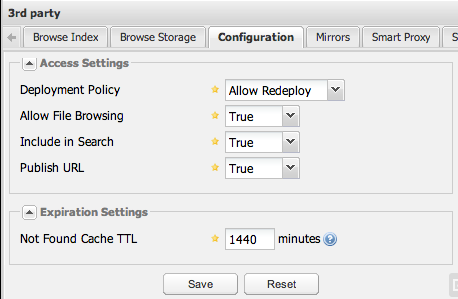 3rd party
Browse Index Browse Storage Configuration Mirrors Smart Proxy S
Access Settings
Deployment Policy Allow Redeploy
Allow File Browsing True
Include in Search True
Publish URL True
Expiration Settings
Not Found Cache TTL 1440 minutes ?
Save Reset